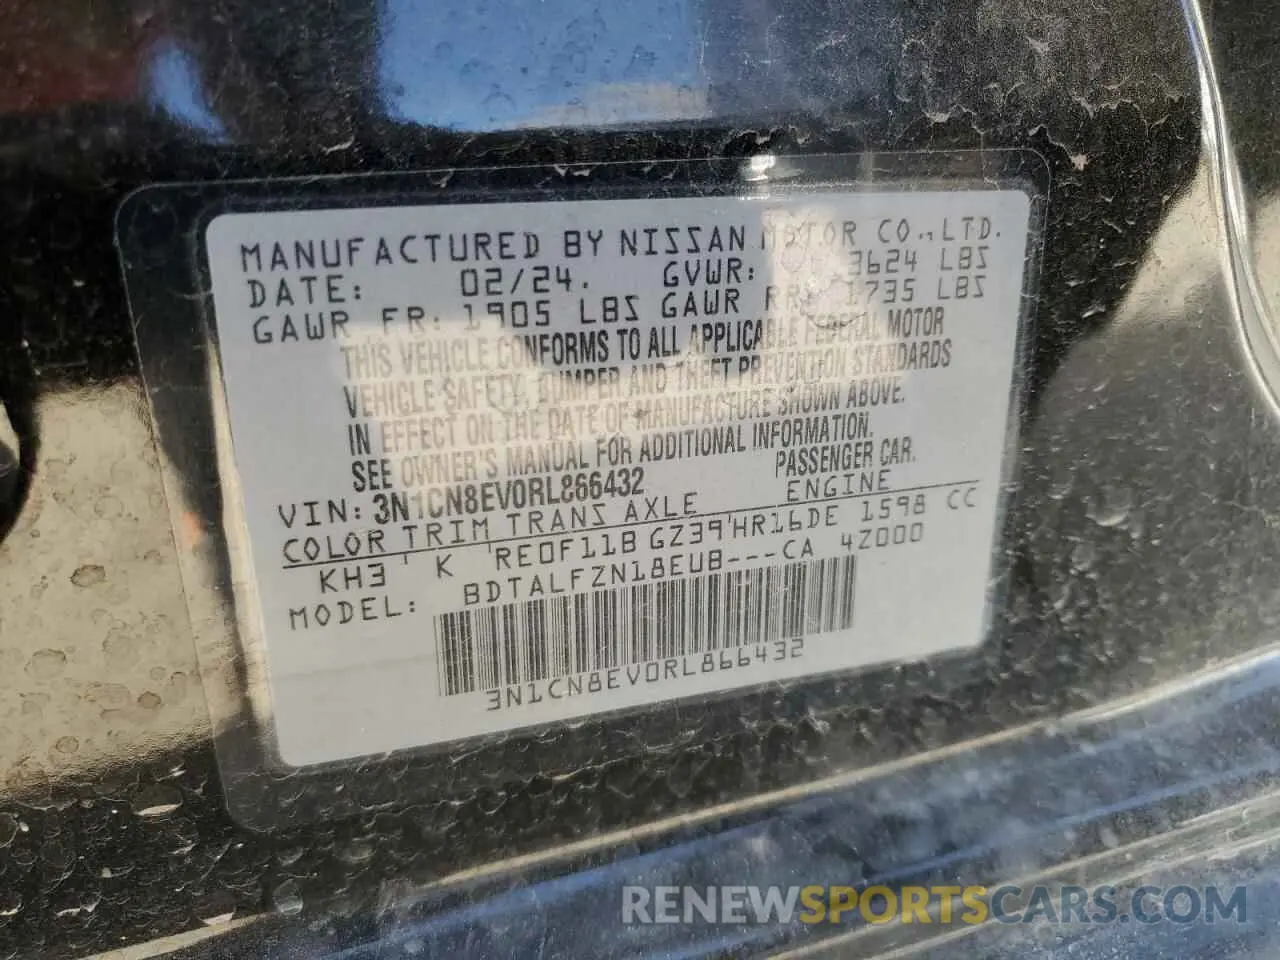 MANUFACTURED BY NISSAN MOTOR CO.,LTD.
DATE: 02/24. GVWR: 3624 LBS
GAWR FR: 1905 LBS GAWR RR: 1735 LBS
THIS VEHICLE CONFORMS TO ALL APPLICABLE FEDERAL MOTOR
VEHICLE SAFETY, BUMPER AND THEFT PREVENTION STANDARDS
IN EFFECT ON THE DATE OF MANUFACTURE SHOWN ABOVE.
SEE OWNER'S MANUAL FOR ADDITIONAL INFORMATION.
VIN: 3N1CN8EV0RL866432 PASSENGER CAR.
COLOR TRIM TRANS AXLE ENGINE
KH3 ' K 'RE0F11B GZ39'HR16DE 1598 CC
MODEL: BDTALFZN18EUB---CA 4Z000
3N1CN8EV0RL866432
RENEWSPORTSCARS.COM